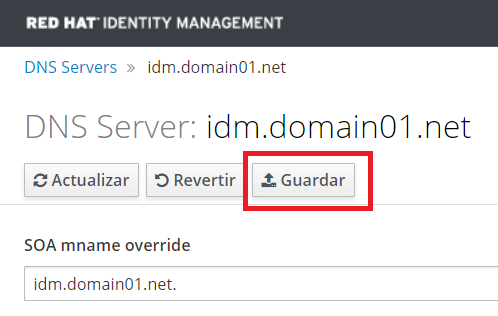 RED HAT® IDENTITY MANAGEMENT
DNS Servers » idm.domain01.net
DNS Server: idm.domain01.net
Actualizar Revertir Guardar
SOA mname override
idm.domain01.net.